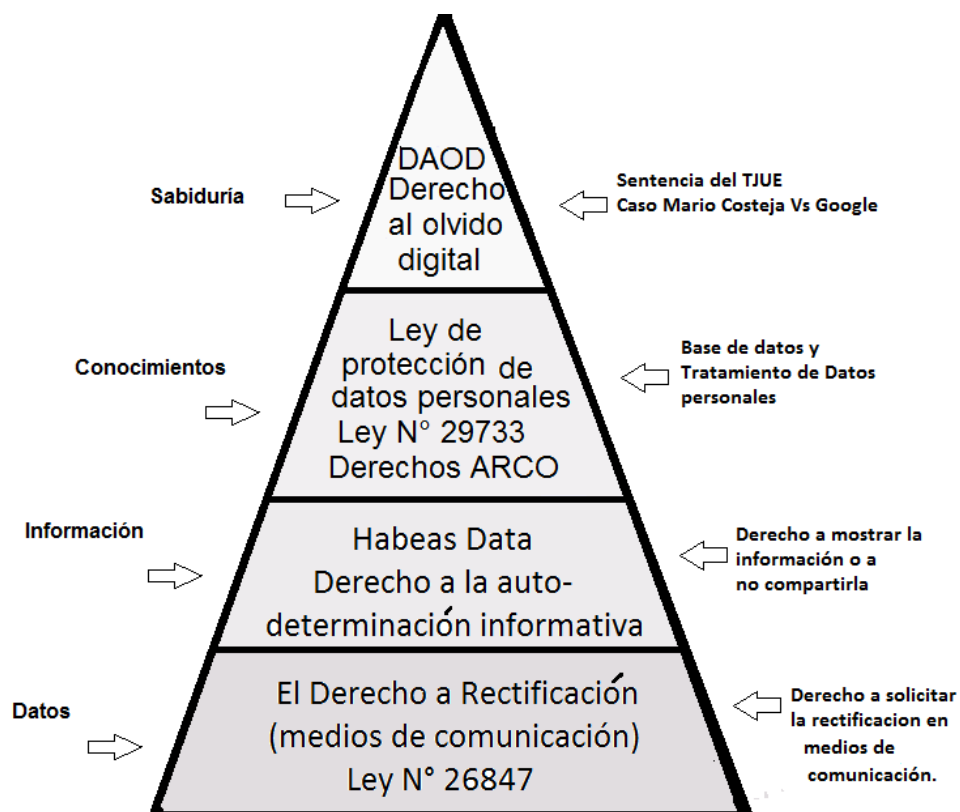 DAOD
Derecho
al olvido
digital
Sabiduría
Sentencia del TJUE
Caso Mario Costeja Vs Google
Ley de
protección de
datos personales
Ley N° 29733
Derechos ARCO
Conocimientos
Base de datos y
Tratamiento de Datos
personales
Habeas Data
Derecho a la auto-
determinación informativa
Información
Derecho a mostrar la
información o a
no compartirla
El Derecho a Rectificación
(medios de comunicación)
Ley N° 26847
Datos
Derecho a solicitar
la rectificacion en
medios de
comunicación.